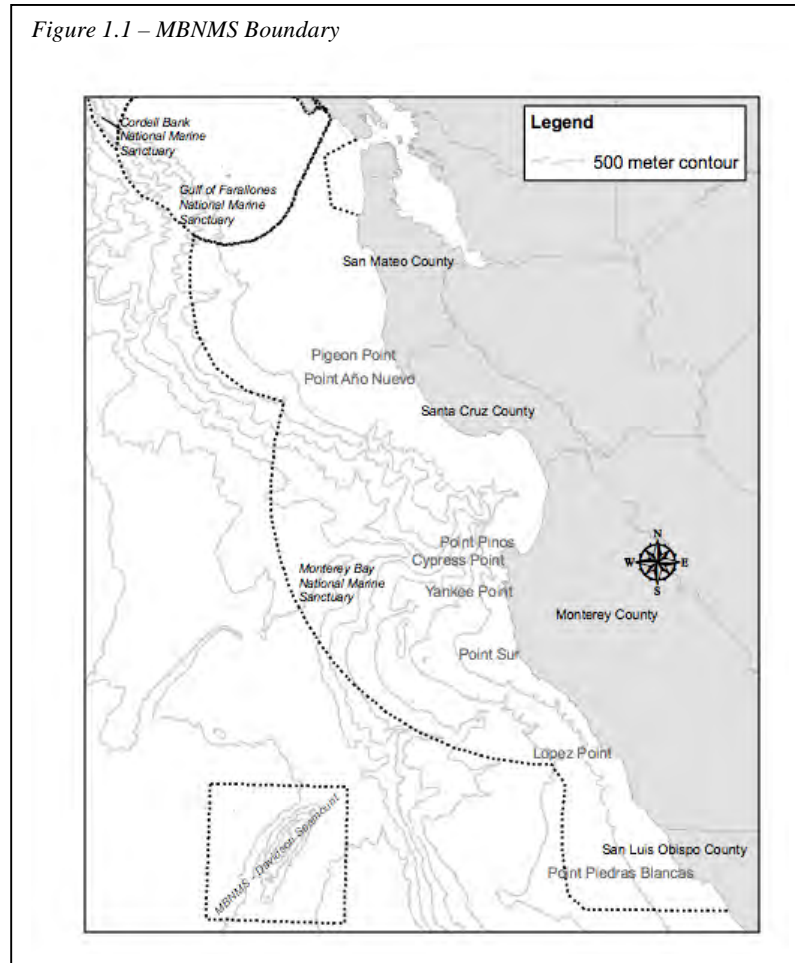 Figure 1.1 – MBNMS Boundary
Cordell Bank
National Marine
Sanctuary
Legend
500 meter contour
Gulf of Farallones
National Marine
Sanctuary
San Mateo County
Pigeon Point
Point Año Nuevo
Santa Cruz County
Point Pinos
Cypress Point
Yankee Point
N
W E
S
Monterey Bay
National Marine
Sanctuary
Monterey County
Point Sur
Lopez Point
MBNMS - Davidson Seamount
San Luis Obispo County
Point Piedras Blancas